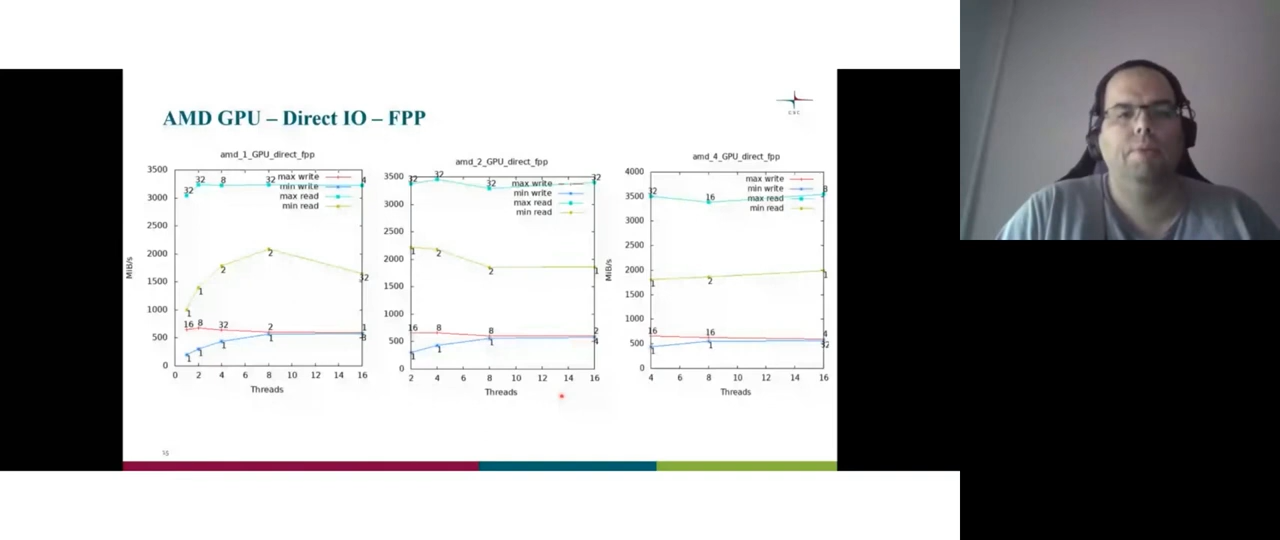 AMD GPU – Direct IO – FPP
CSC
amd_1_GPU_direct_fpp
3500
3000
2500
2000
1500
1000
500
0
MiB/s
0 2 4 6 8 10 12 14 16
Threads
max write
min write
max read
min read
32 32 8 32 4
1 1 2 2 32
16 8 32 2 1
1 1 1 1 8
amd_2_GPU_direct_fpp
3500
3000
2500
2000
1500
1000
500
0
2 4 6 8 10 12 14 16
Threads
max write
min write
max read
min read
32 32 32 32
1 2 2 1
16 8 8 2
1 1 1 4
amd_4_GPU_direct_fpp
4000
3500
3000
2500
2000
1500
1000
500
0
MiB/s
4 6 8 10 12 14 16
Threads
max write
min write
max read
min read
32 16 8
1 2 1
16 16 4
1 1 32